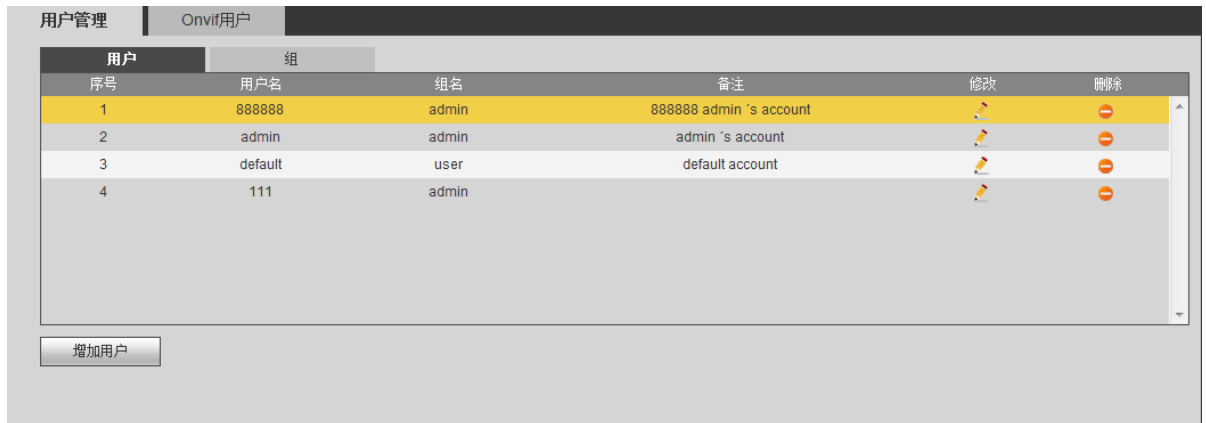 用户管理 Onvif用户
用户 组
序号 用户名 组名 备注 修改 删除
1 888888 admin 888888 admin ´s account
2 admin admin admin ´s account
3 default user default account
4 111 admin
增加用户